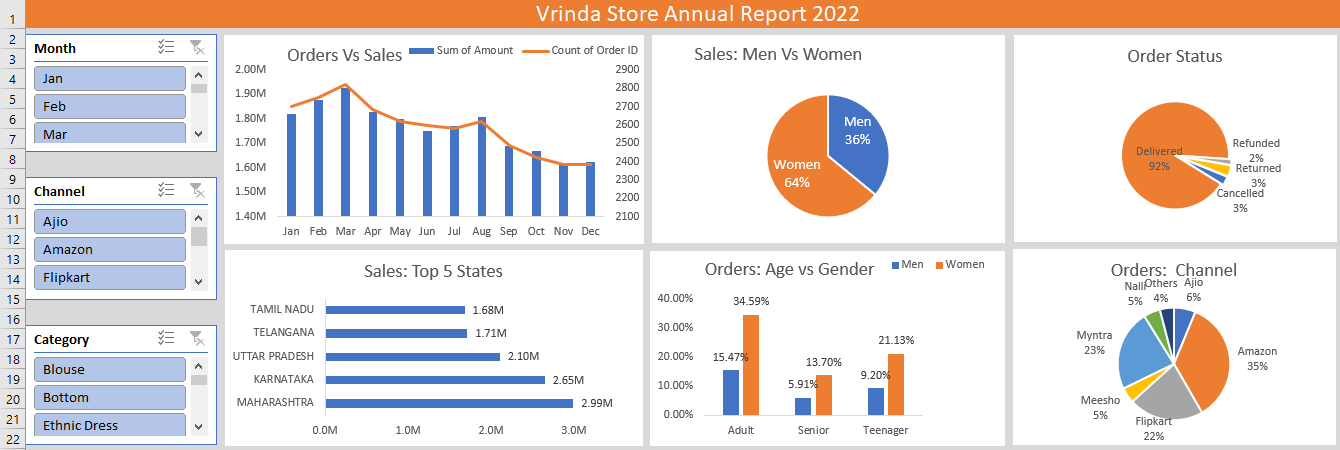 Vrinda Store Annual Report 2022
1
2
3
4
5
6
7
8
9
10
11
12
13
14
15
16
17
18
19
20
21
22
Month
Jan
Feb
Mar
Channel
Ajio
Amazon
Flipkart
Category
Blouse
Bottom
Ethnic Dress
Orders Vs Sales
Sum of Amount
Count of Order ID
2.00M
1.90M
1.80M
1.70M
1.60M
1.50M
1.40M
2900
2800
2700
2600
2500
2400
2300
2200
2100
Jan Feb Mar Apr May Jun Jul Aug Sep Oct Nov Dec
Sales: Men Vs Women
Men
36%
Women
64%
Order Status
Delivered
92%
Refunded
2%
Returned
3%
Cancelled
3%
Sales: Top 5 States
TAMIL NADU 1.68M
TELANGANA 1.71M
UTTAR PRADESH 2.10M
KARNATAKA 2.65M
MAHARASHTRA 2.99M
0.0M 1.0M 2.0M 3.0M
Orders: Age vs Gender
Men Women
40.00%
30.00%
20.00%
10.00%
0.00%
15.47% 34.59%
5.91% 13.70%
9.20% 21.13%
Adult Senior Teenager
Orders: Channel
Nalli
5%
Others
4%
Ajio
6%
Myntra
23%
Amazon
35%
Meesho
5%
Flipkart
22%